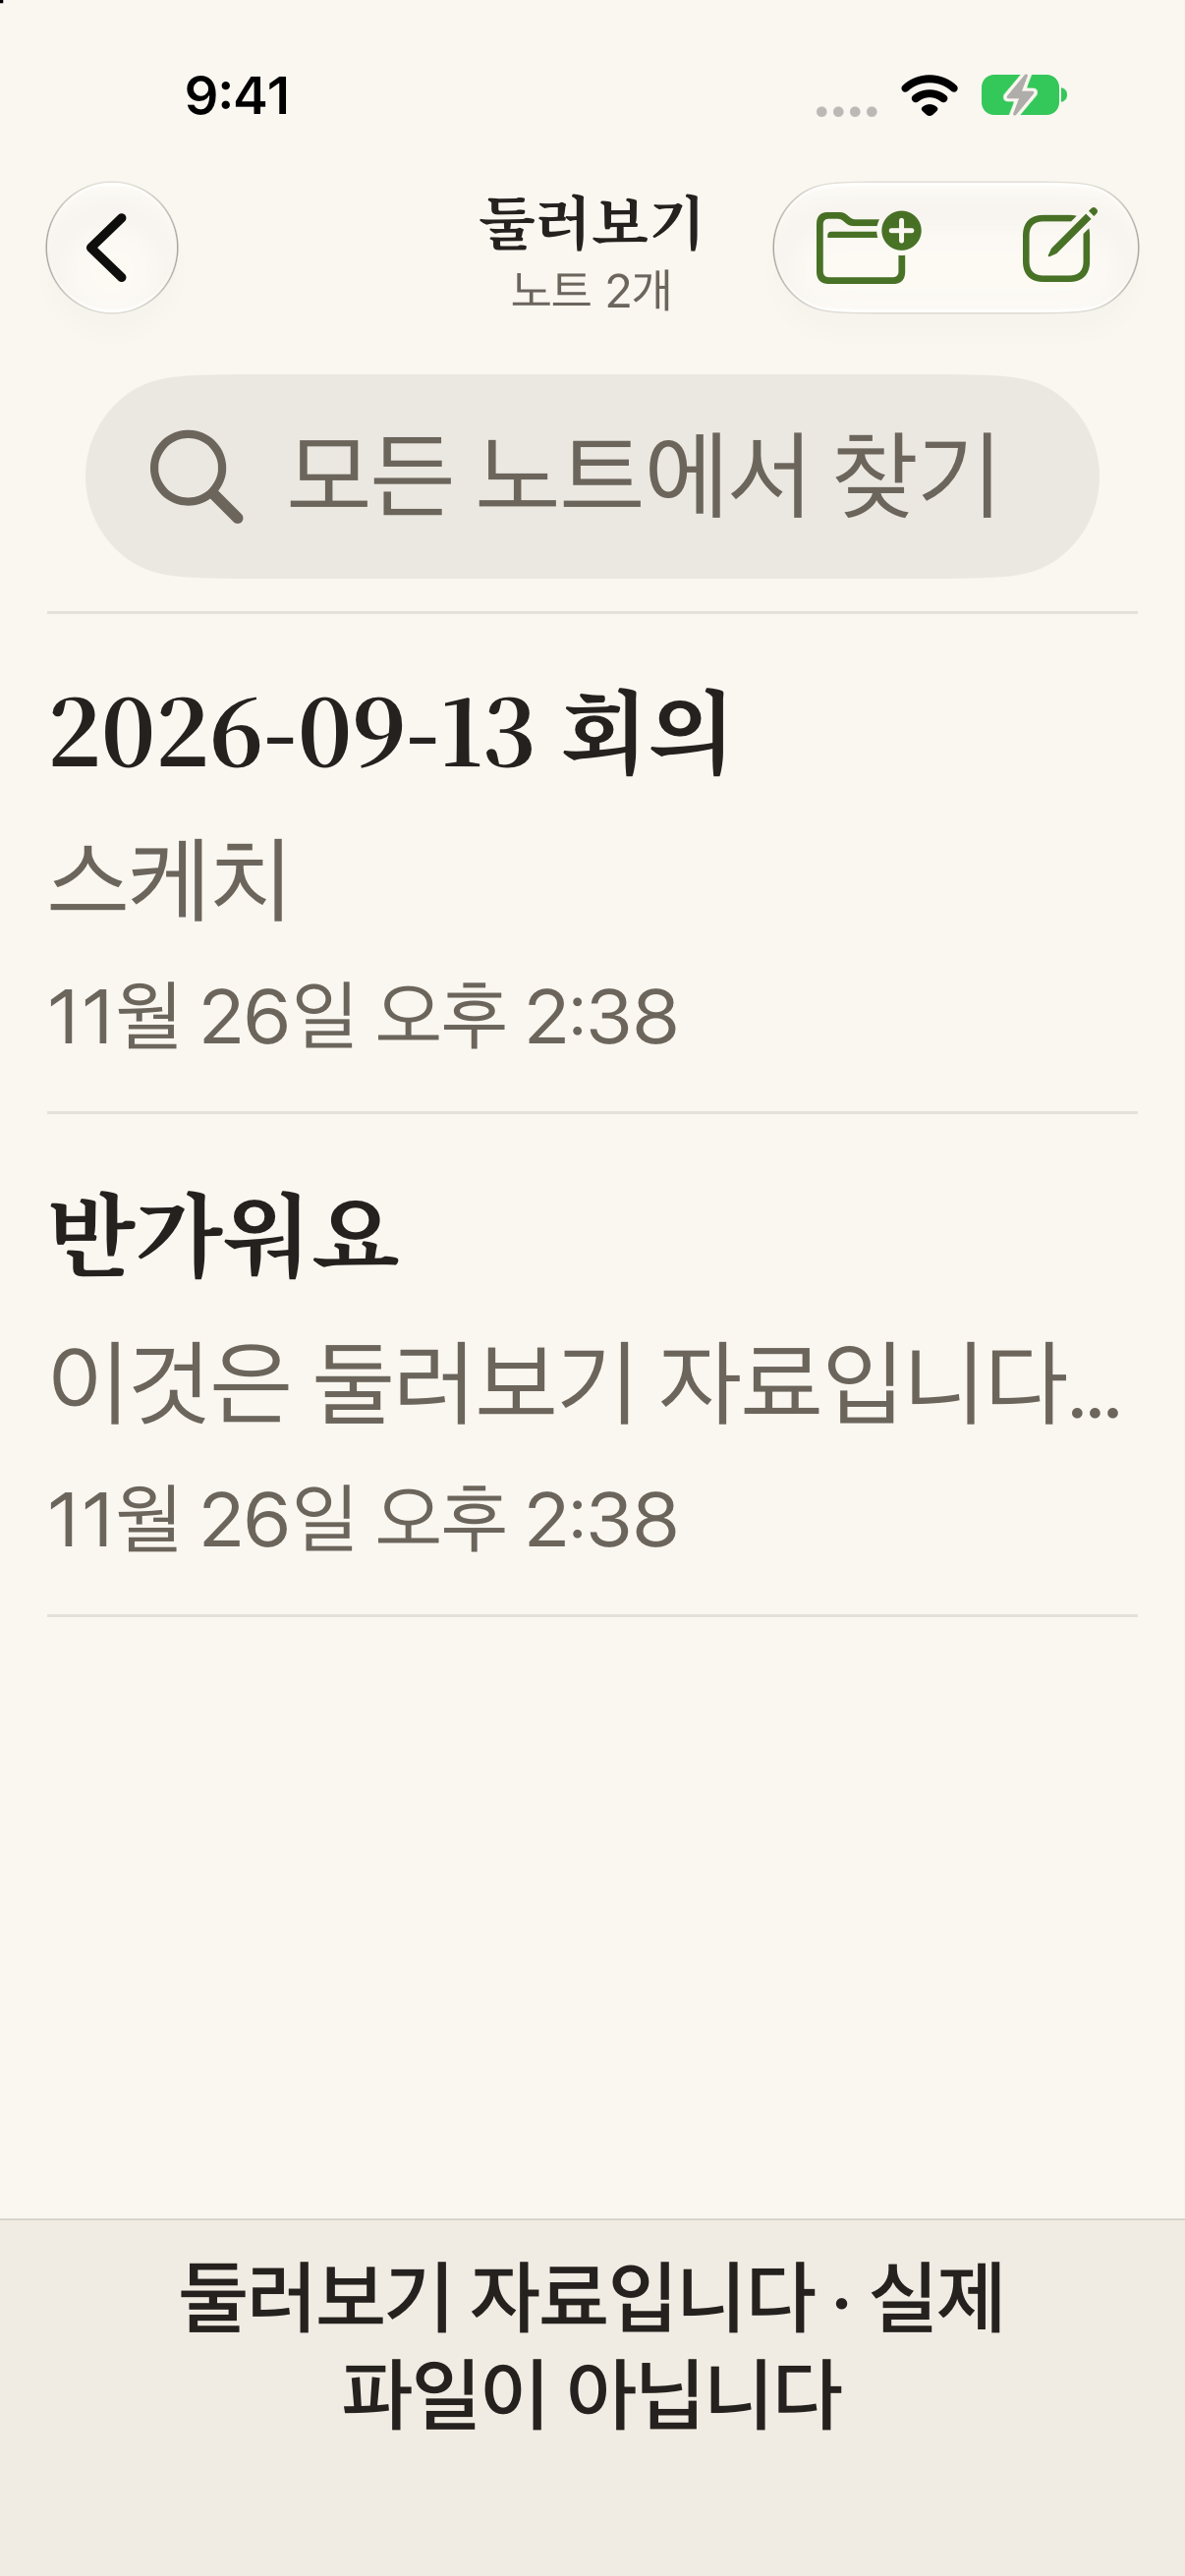 9:41
둘러보기
노트 2개
모든 노트에서 찾기
2026-09-13 회의
스케치
11월 26일 오후 2:38
반가워요
이것은 둘러보기 자료입니다...
11월 26일 오후 2:38
둘러보기 자료입니다 · 실제
파일이 아닙니다